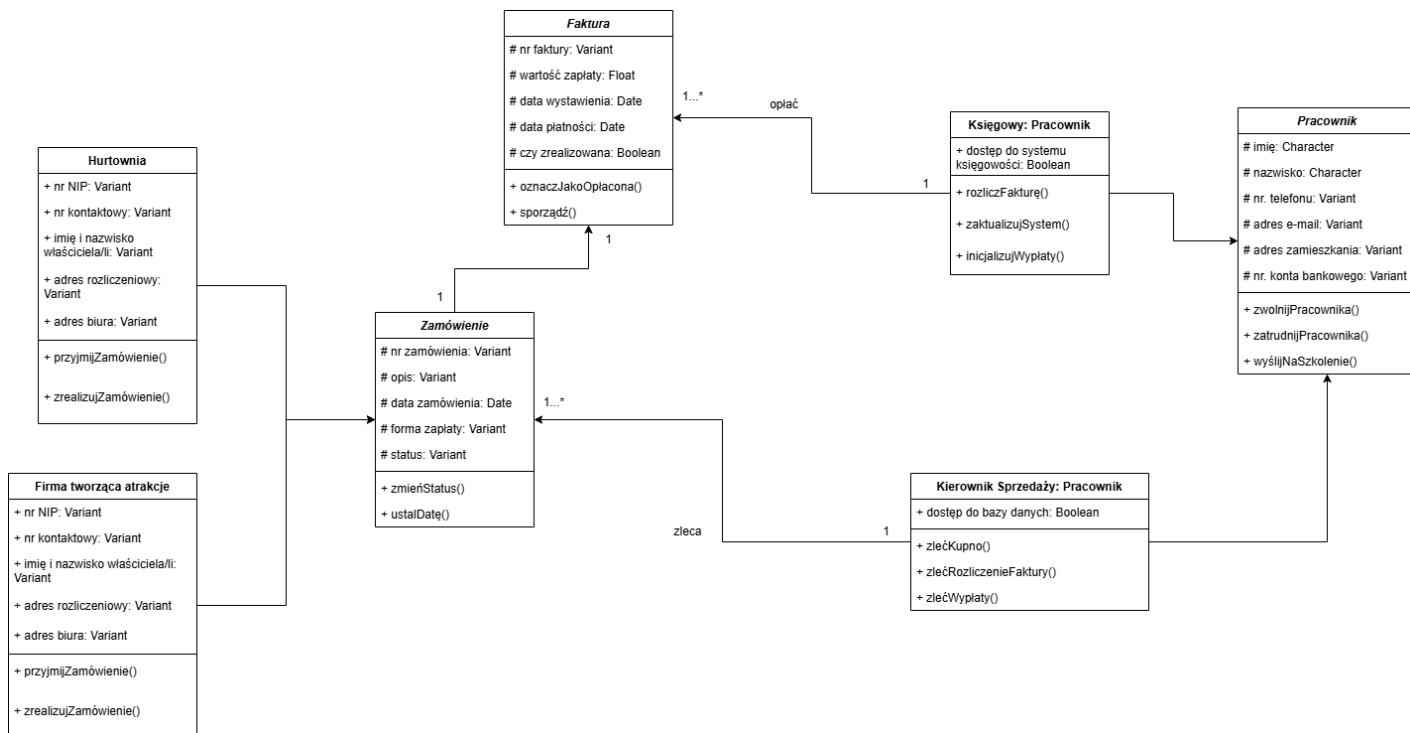 Faktura
# nr faktury: Variant
# wartość zapłaty: Float
# data wystawienia: Date
# data płatności: Date
# czy zrealizowana: Boolean
+ oznaczJakoOpłacona()
+ sporządź()
1...*
opłać
1
Księgowy: Pracownik
+ dostęp do systemu
księgowości: Boolean
+ rozliczFakturę()
+ zaktualizujSystem()
+ inicjalizujWypłaty()
Pracownik
# imię: Character
# nazwisko: Character
# nr. telefonu: Variant
# adres e-mail: Variant
# adres zamieszkania: Variant
# nr. konta bankowego: Variant
+ zwolnijPracownika()
+ zatrudnijPracownika()
+ wyślijNaSzkolenie()
Hurtownia
+ nr NIP: Variant
+ nr kontaktowy: Variant
+ imię i nazwisko
właściciela/li: Variant
+ adres rozliczeniowy:
Variant
+ adres biura: Variant
+ przyjmijZamówienie()
+ zrealizujZamówienie()
1
1
Zamówienie
# nr zamówienia: Variant
# opis: Variant
# data zamówienia: Date
# forma zapłaty: Variant
# status: Variant
+ zmieńStatus()
+ ustalDatę()
1...*
zleca
1
Kierownik Sprzedaży: Pracownik
+ dostęp do bazy danych: Boolean
+ zlećKupno()
+ zlećRozliczenieFaktury()
+ zlećWypłaty()
Firma tworząca atrakcje
+ nr NIP: Variant
+ nr kontaktowy: Variant
+ imię i nazwisko właściciela/li:
Variant
+ adres rozliczeniowy: Variant
+ adres biura: Variant
+ przyjmijZamówienie()
+ zrealizujZamówienie()